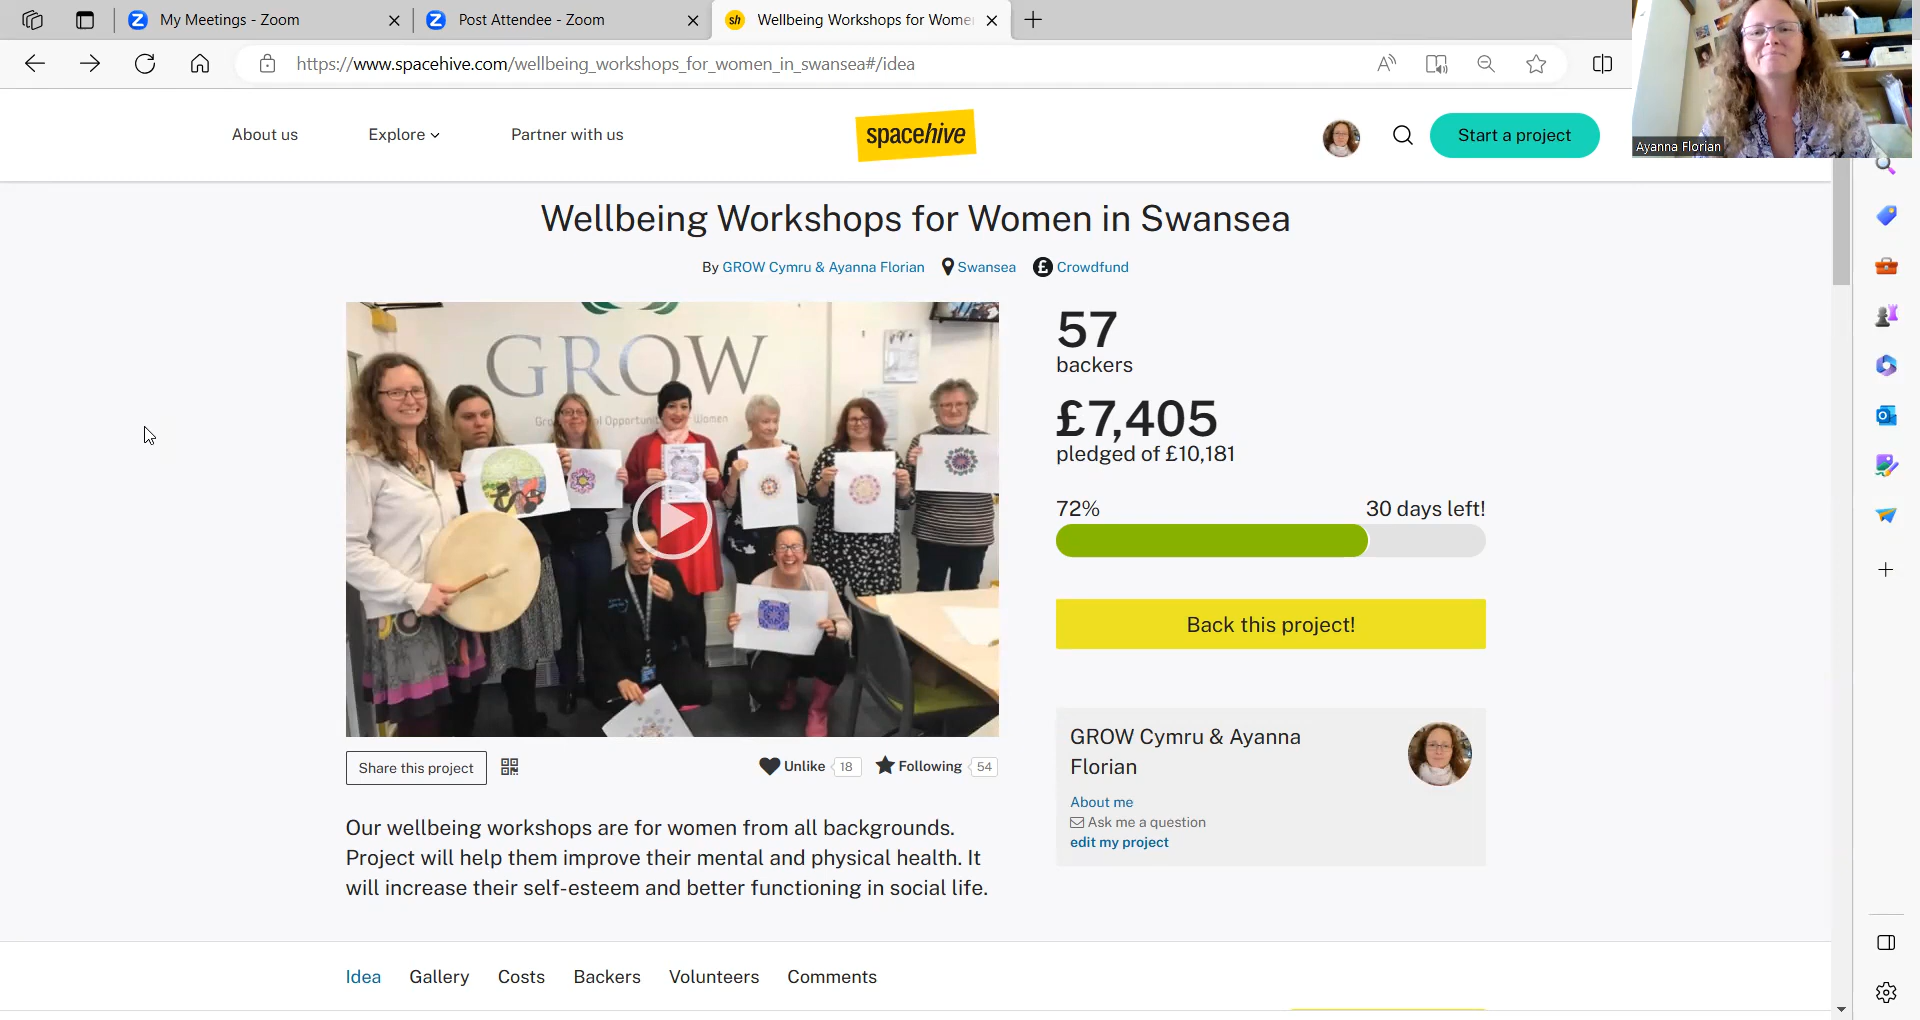 My Meetings - Zoom
Post Attendee - Zoom
sh
Wellbeing Workshops for Wome
https://www.spacehive.com/wellbeing_workshops_for_women_in_swansea#/idea
Ayanna Florian
About us
Explore
Partner with us
spacehive
Start a project
Wellbeing Workshops for Women in Swansea
By GROW Cymru & Ayanna Florian
Swansea
£ Crowdfund
GROW
57
backers
£7,405
pledged of £10,181
72%
30 days left!
Back this project!
GROW Cymru & Ayanna
Florian
About me
Ask me a question
edit my project
Share this project
Unlike 18
Following 54
Our wellbeing workshops are for women from all backgrounds.
Project will help them improve their mental and physical health. It
will increase their self-esteem and better functioning in social life.
Idea
Gallery
Costs
Backers
Volunteers
Comments